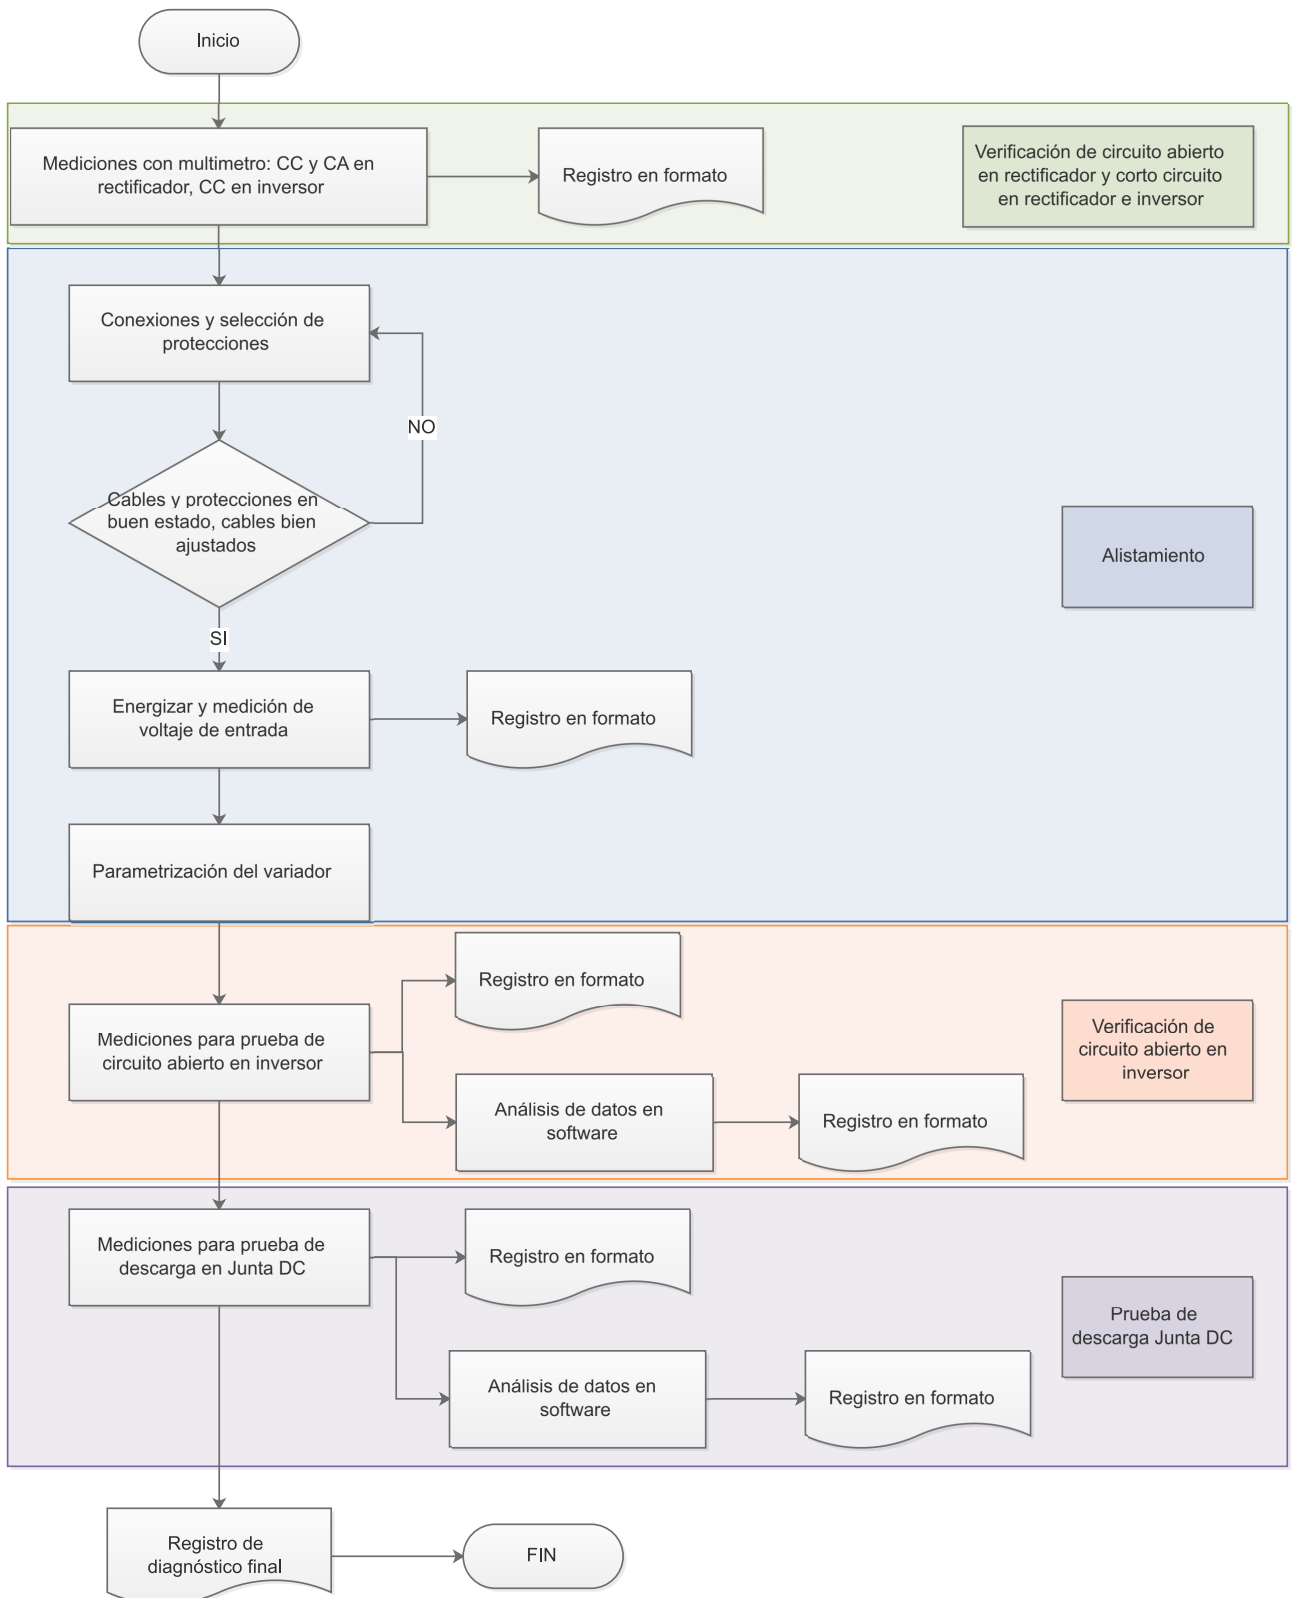 Inicio
Mediciones con multimetro: CC y CA en
rectificador, CC en inversor
Registro en formato
Verificación de circuito abierto
en rectificador y corto circuito
en rectificador e inversor
Conexiones y selección de
protecciones
NO
Cables y protecciones en
buen estado, cables bien
ajustados
Alistamiento
SI
Energizar y medición de
voltaje de entrada
Registro en formato
Parametrización del variador
Registro en formato
Mediciones para prueba de
circuito abierto en inversor
Verificación de
circuito abierto en
inversor
Análisis de datos en
software
Registro en formato
Mediciones para prueba de
descarga en Junta DC
Registro en formato
Prueba de
descarga Junta DC
Análisis de datos en
software
Registro en formato
Registro de
diagnóstico final
FIN